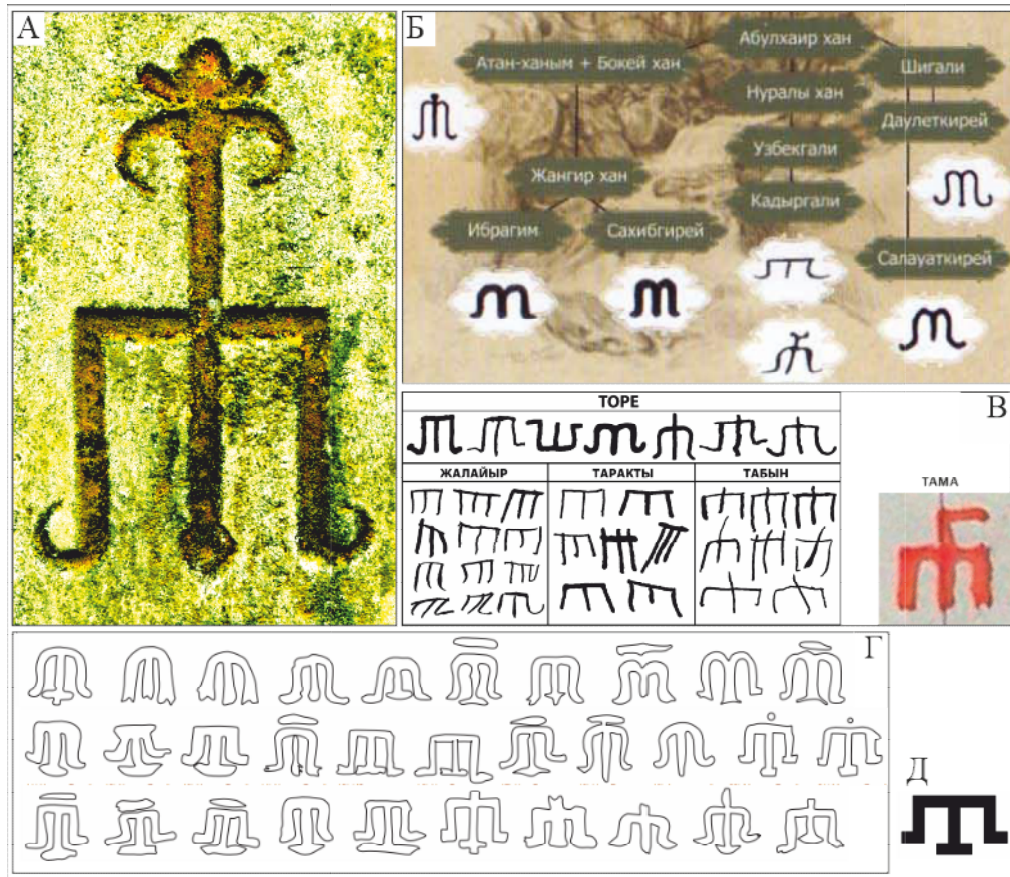 А
Б
Абулхаир хан
Атан-ханым + Бокей хан
Шигали
Нуралы хан
Даулеткирей
Узбекгали
Жангир хан
Кадыргали
Ибрагим
Сахибгирей
Салауаткирей
В
ТОРЕ
ЖАЛАЙЫР
ТАРАКТЫ
ТАБЫН
ТАМА
Г
Д